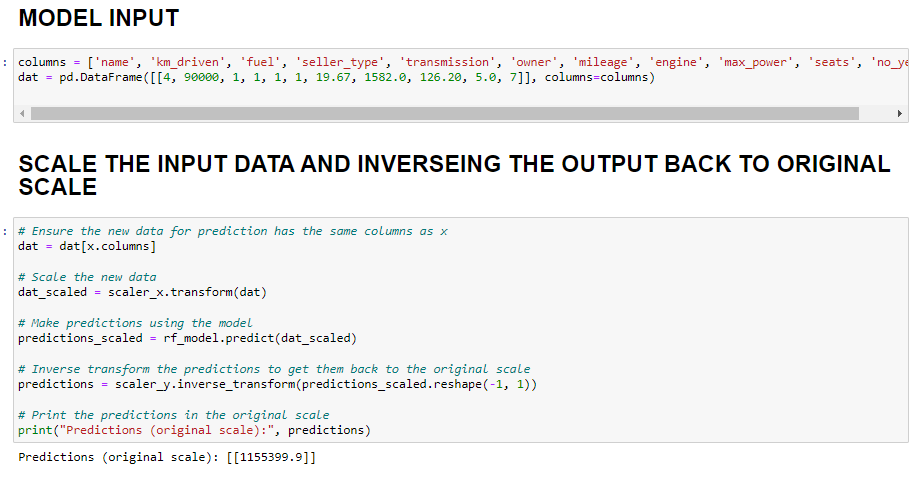 MODEL INPUT
: columns = ['name', 'km_driven', 'fuel', 'seller_type', 'transmission', 'owner', 'mileage', 'engine', 'max_power', 'seats', 'no_ye
dat = pd.DataFrame([[4, 90000, 1, 1, 1, 1, 19.67, 1582.0, 126.20, 5.0, 7]], columns=columns)
SCALE THE INPUT DATA AND INVERSEING THE OUTPUT BACK TO ORIGINAL
SCALE
: # Ensure the new data for prediction has the same columns as x
dat = dat[x.columns]
# Scale the new data
dat_scaled = scaler_x.transform(dat)
# Make predictions using the model
predictions_scaled = rf_model.predict(dat_scaled)
# Inverse transform the predictions to get them back to the original scale
predictions = scaler_y.inverse_transform(predictions_scaled.reshape(-1, 1))
# Print the predictions in the original scale
print("Predictions (original scale):", predictions)
Predictions (original scale): [[1155399.9]]